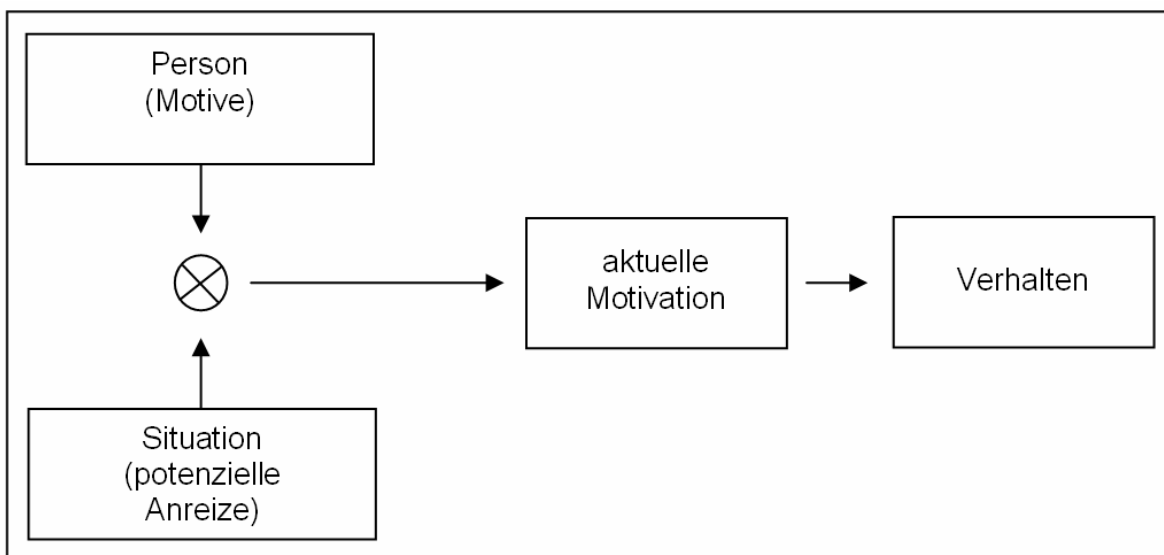 Person
(Motive)
aktuelle
Motivation
Verhalten
Situation
(potenzielle
Anreize)